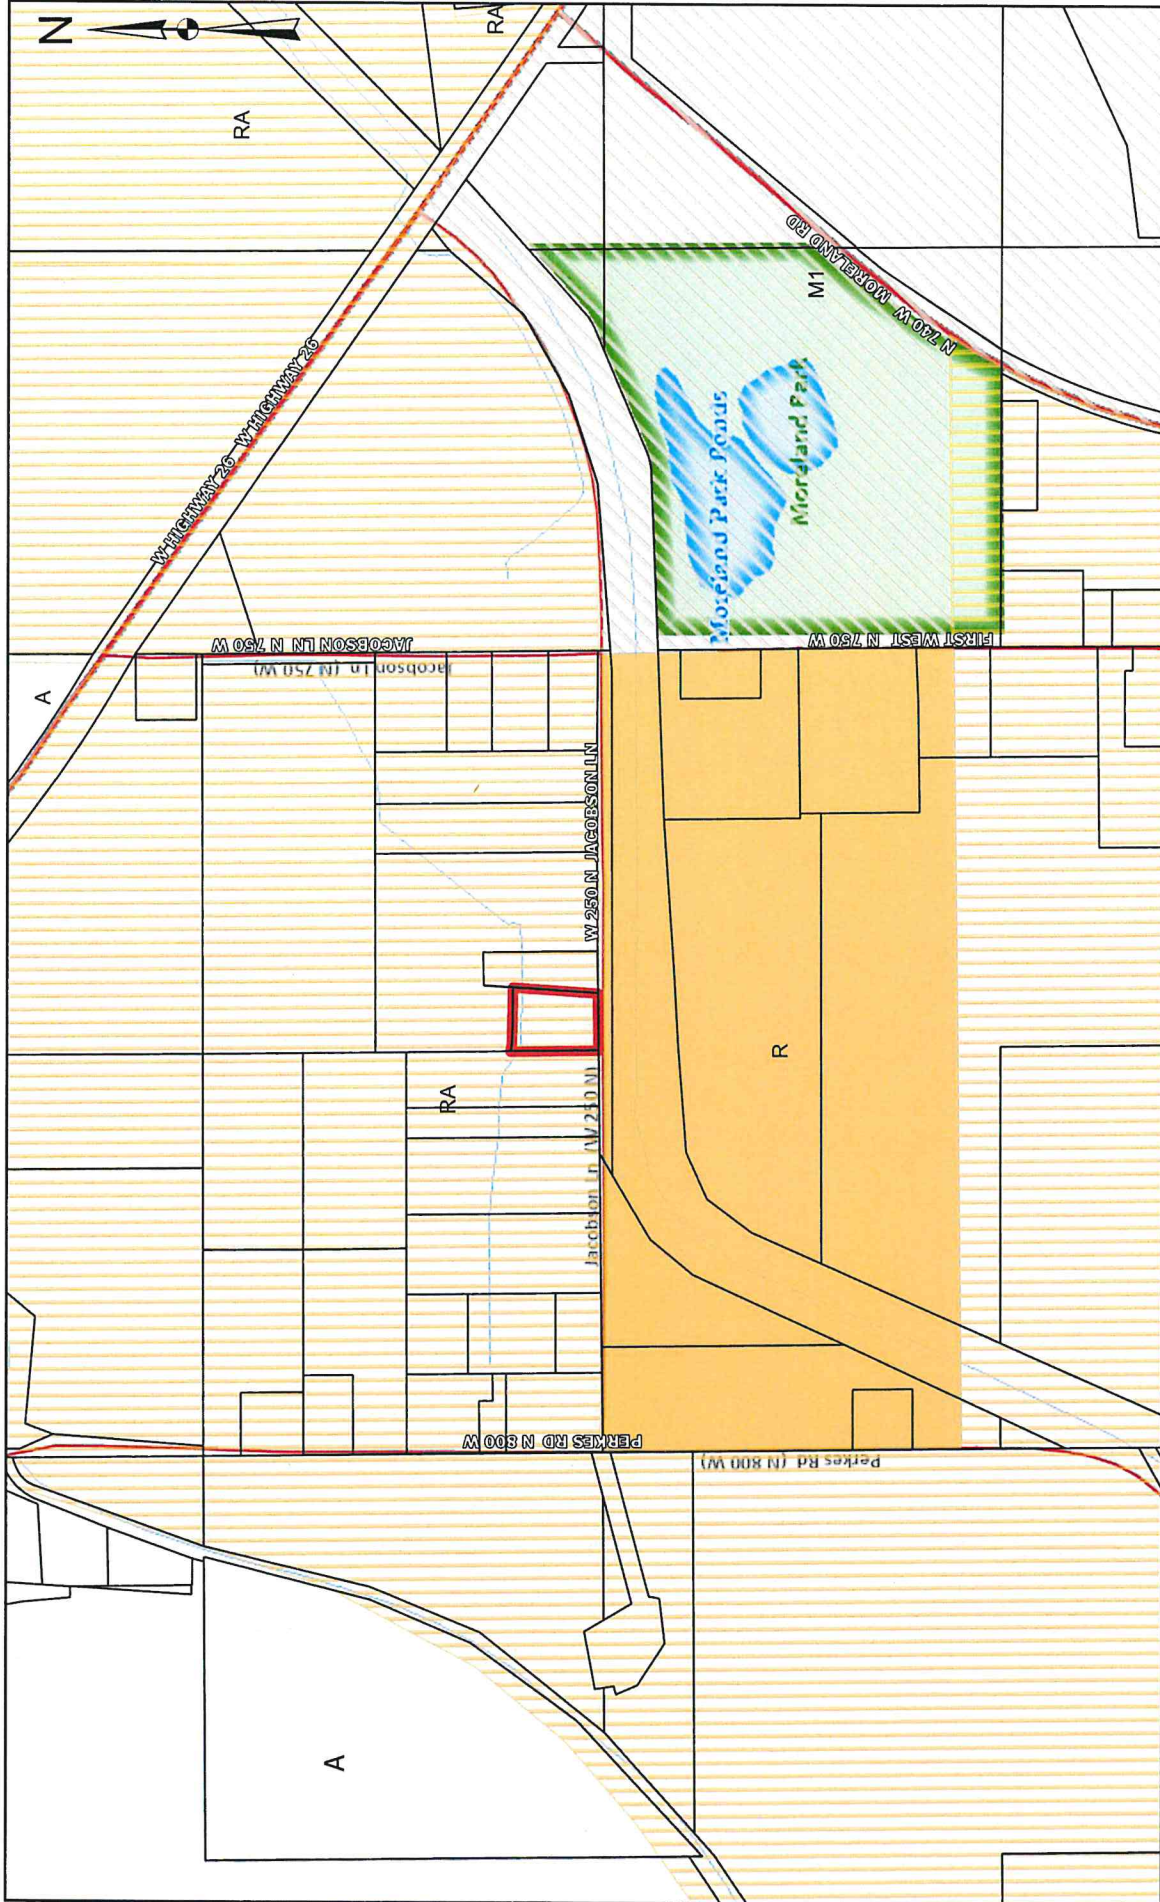 N
A
W HIGHWAY 26
W HIGHWAY 26
RA
JACOBSON LN N 750 W
Jacobson Ln (N 750 W)
A
RA
RA
PERKES RD N 800 W
Jacobson Ln (W 250 N)
W 250 N JACOBSON LN
Moreland Park Ponds
Perkes Rd (N 800 W)
R
Moreland Park
M1
N 740 W MORELAND RD
FIRST WEST N 750 W